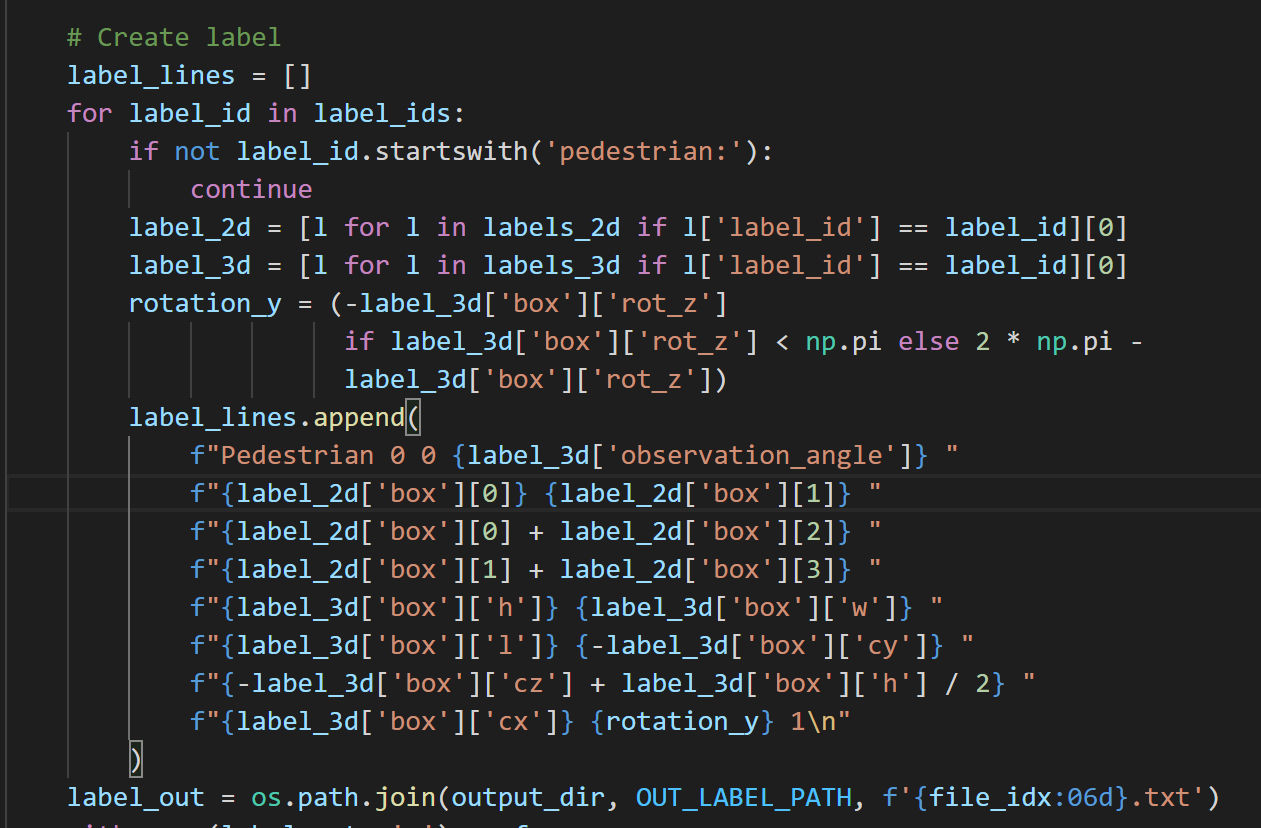 # Create label
label_lines = []
for label_id in label_ids:
    if not label_id.startswith('pedestrian:'):
        continue
    label_2d = [l for l in labels_2d if l['label_id'] == label_id][0]
    label_3d = [l for l in labels_3d if l['label_id'] == label_id][0]
    rotation_y = (-label_3d['box']['rot_z']
                  if label_3d['box']['rot_z'] < np.pi else 2 * np.pi -
                  label_3d['box']['rot_z'])
    label_lines.append(
        f"Pedestrian 0 0 {label_3d['observation_angle']} "
        f"{label_2d['box'][0]} {label_2d['box'][1]} "
        f"{label_2d['box'][0] + label_2d['box'][2]} "
        f"{label_2d['box'][1] + label_2d['box'][3]} "
        f"{label_3d['box']['h']} {label_3d['box']['w']} "
        f"{label_3d['box']['l']} {-label_3d['box']['cy']} "
        f"{-label_3d['box']['cz'] + label_3d['box']['h'] / 2} "
        f"{label_3d['box']['cx']} {rotation_y} 1\n"
    )
label_out = os.path.join(output_dir, OUT_LABEL_PATH, f'{file_idx:06d}.txt')